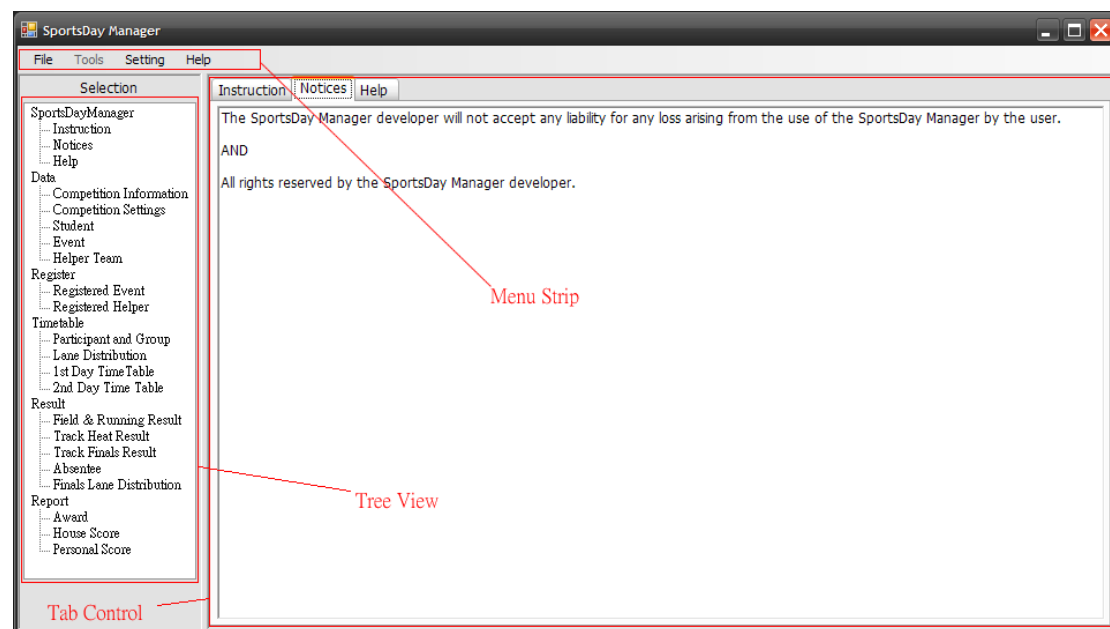 SportsDay Manager
File Tools Setting Help
Selection
SportsDayManager
Instruction
Notices
Help
Data
Competition Information
Competition Settings
Student
Event
Helper Team
Register
Registered Event
Registered Helper
Timetable
Participant and Group
Lane Distribution
1st Day TimeTable
2nd Day Time Table
Result
Field & Running Result
Track Heat Result
Track Finals Result
Absentee
Finals Lane Distribution
Report
Award
House Score
Personal Score
Instruction Notices Help
The SportsDay Manager developer will not accept any liability for any loss arising from the use of the SportsDay Manager by the user.
AND
All rights reserved by the SportsDay Manager developer.
Menu Strip
Tree View
Tab Control